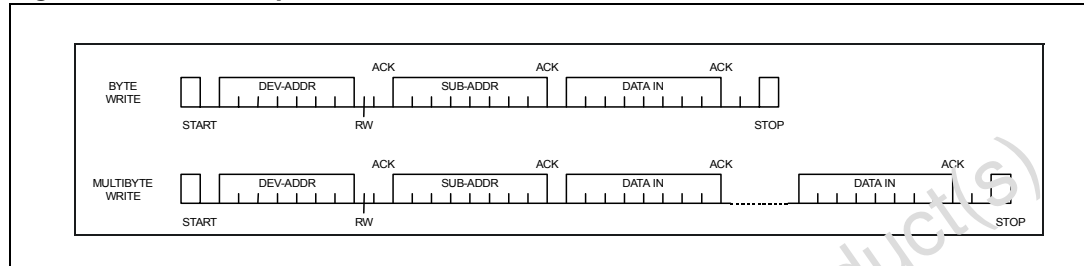 ACK ACK ACK
BYTE
WRITE
DEV-ADDR SUB-ADDR DATA IN
START RW STOP
ACK ACK ACK ACK
MULTIBYTE
WRITE
DEV-ADDR SUB-ADDR DATA IN DATA IN
START RW STOP
duct(s)